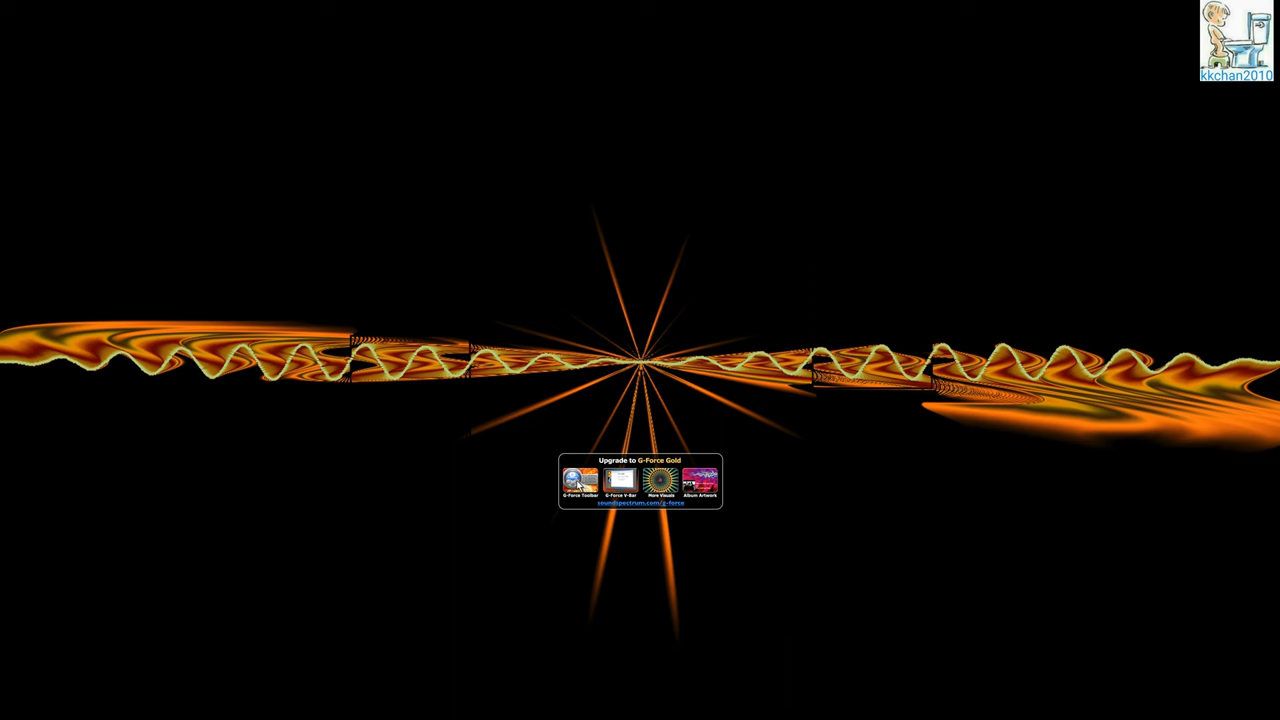 kkchan2010
Upgrade to G-Force Gold
G-Force Toolbar
G-Force V-Bar
More Visuals
Album Artwork
soundspectrum.com/g-force